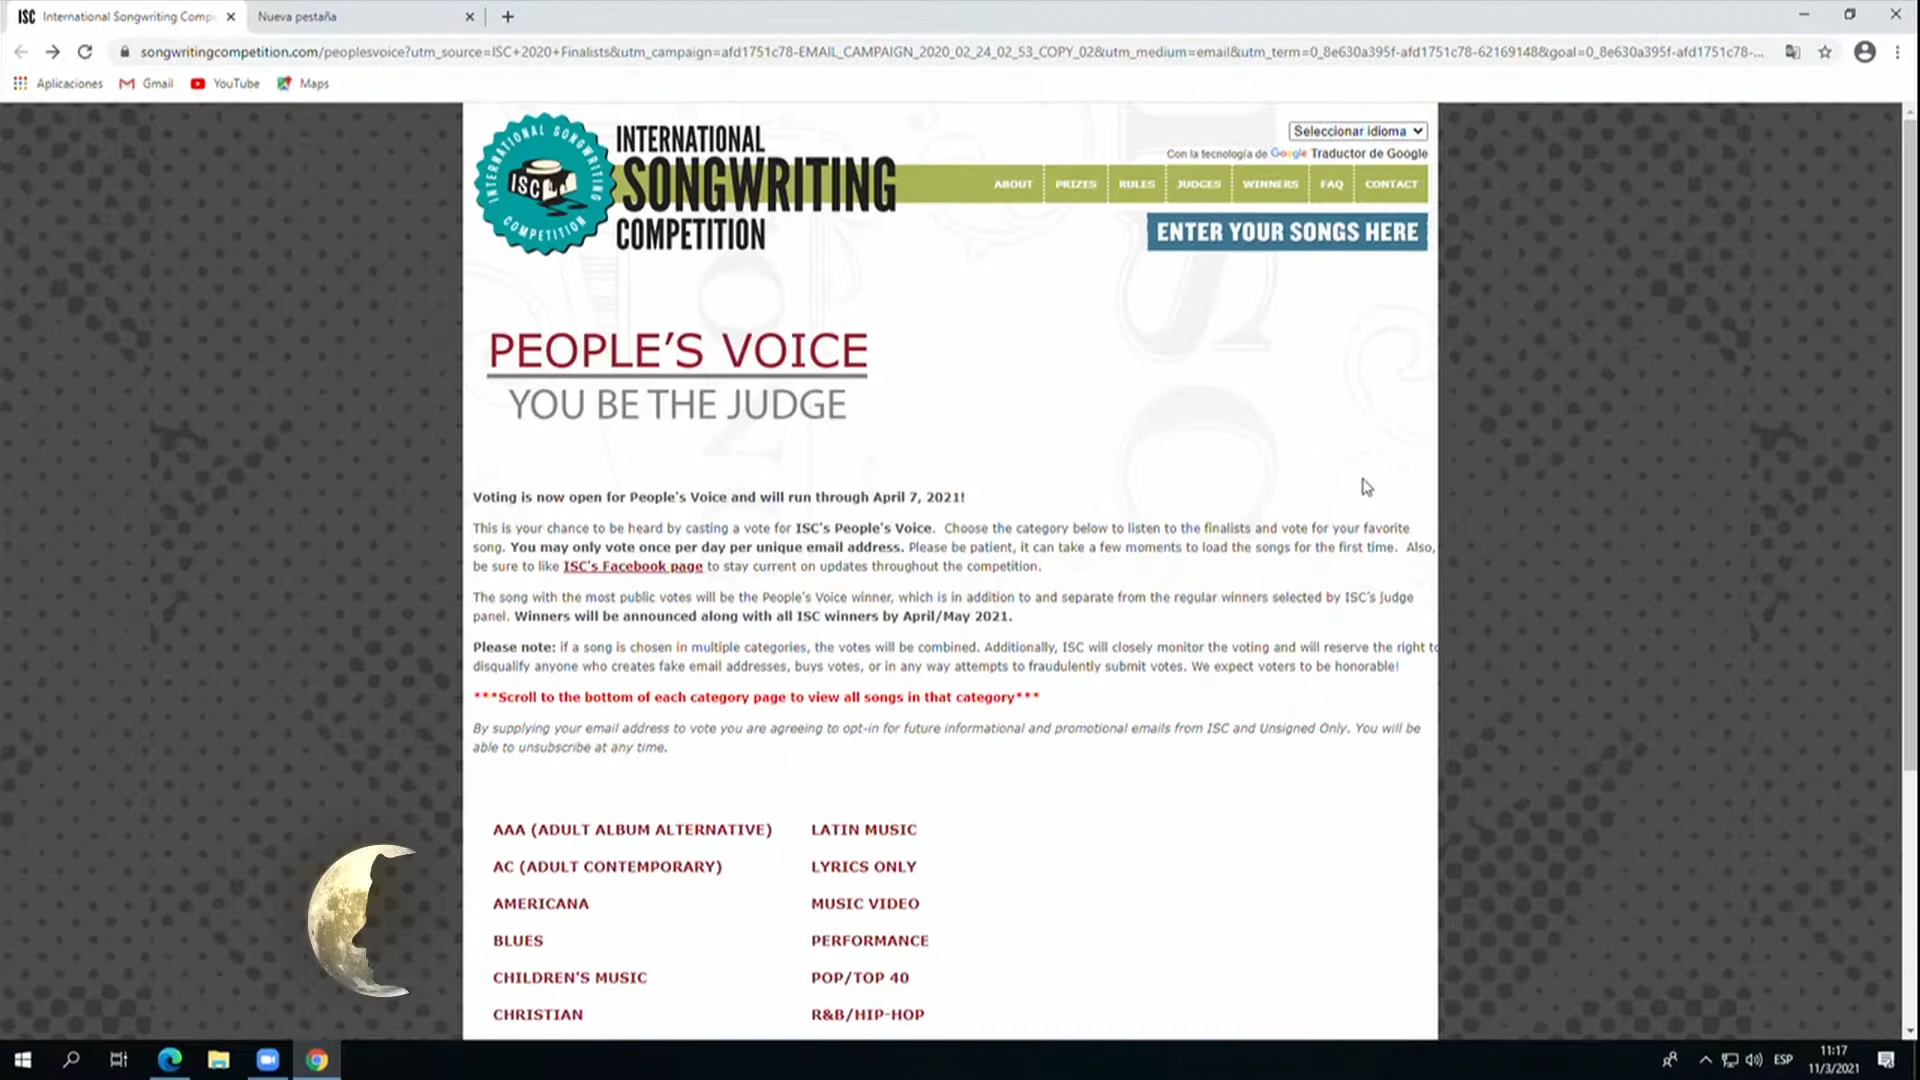 ISC International Songwriting Comp
Nueva pestaña
songwritingcompetition.com/peoplesvoice?utm_source=ISC+2020+Finalists&utm_campaign=afd1751c78-EMAIL_CAMPAIGN_2020_02_24_02_53_COPY_02&utm_medium=email&utm_term=0_8e630a395f-afd1751c78-62169148&goal=0_8e630a395f-afd1751c78-...
Aplicaciones Gmail YouTube Maps
INTERNATIONAL SONGWRITING
ISC
COMPETITION
INTERNATIONAL
SONGWRITING
COMPETITION
Seleccionar idioma
Con la tecnología de Google Traductor de Google
ABOUT PRIZES RULES JUDGES WINNERS FAQ CONTACT
ENTER YOUR SONGS HERE
PEOPLE'S VOICE
YOU BE THE JUDGE
Voting is now open for People's Voice and will run through April 7, 2021!
This is your chance to be heard by casting a vote for ISC's People's Voice. Choose the category below to listen to the finalists and vote for your favorite
song. You may only vote once per day per unique email address. Please be patient, it can take a few moments to load the songs for the first time. Also,
be sure to like ISC's Facebook page to stay current on updates throughout the competition.
The song with the most public votes will be the People's Voice winner, which is in addition to and separate from the regular winners selected by ISC's judge
panel. Winners will be announced along with all ISC winners by April/May 2021.
Please note: if a song is chosen in multiple categories, the votes will be combined. Additionally, ISC will closely monitor the voting and will reserve the right to
disqualify anyone who creates fake email addresses, buys votes, or in any way attempts to fraudulently submit votes. We expect voters to be honorable!
***Scroll to the bottom of each category page to view all songs in that category***
By supplying your email address to vote you are agreeing to opt-in for future informational and promotional emails from ISC and Unsigned Only. You will be
able to unsubscribe at any time.
AAA (ADULT ALBUM ALTERNATIVE) LATIN MUSIC
AC (ADULT CONTEMPORARY) LYRICS ONLY
AMERICANA MUSIC VIDEO
BLUES PERFORMANCE
CHILDREN'S MUSIC POP/TOP 40
CHRISTIAN R&B/HIP-HOP
ESP
11:17
11/3/2021